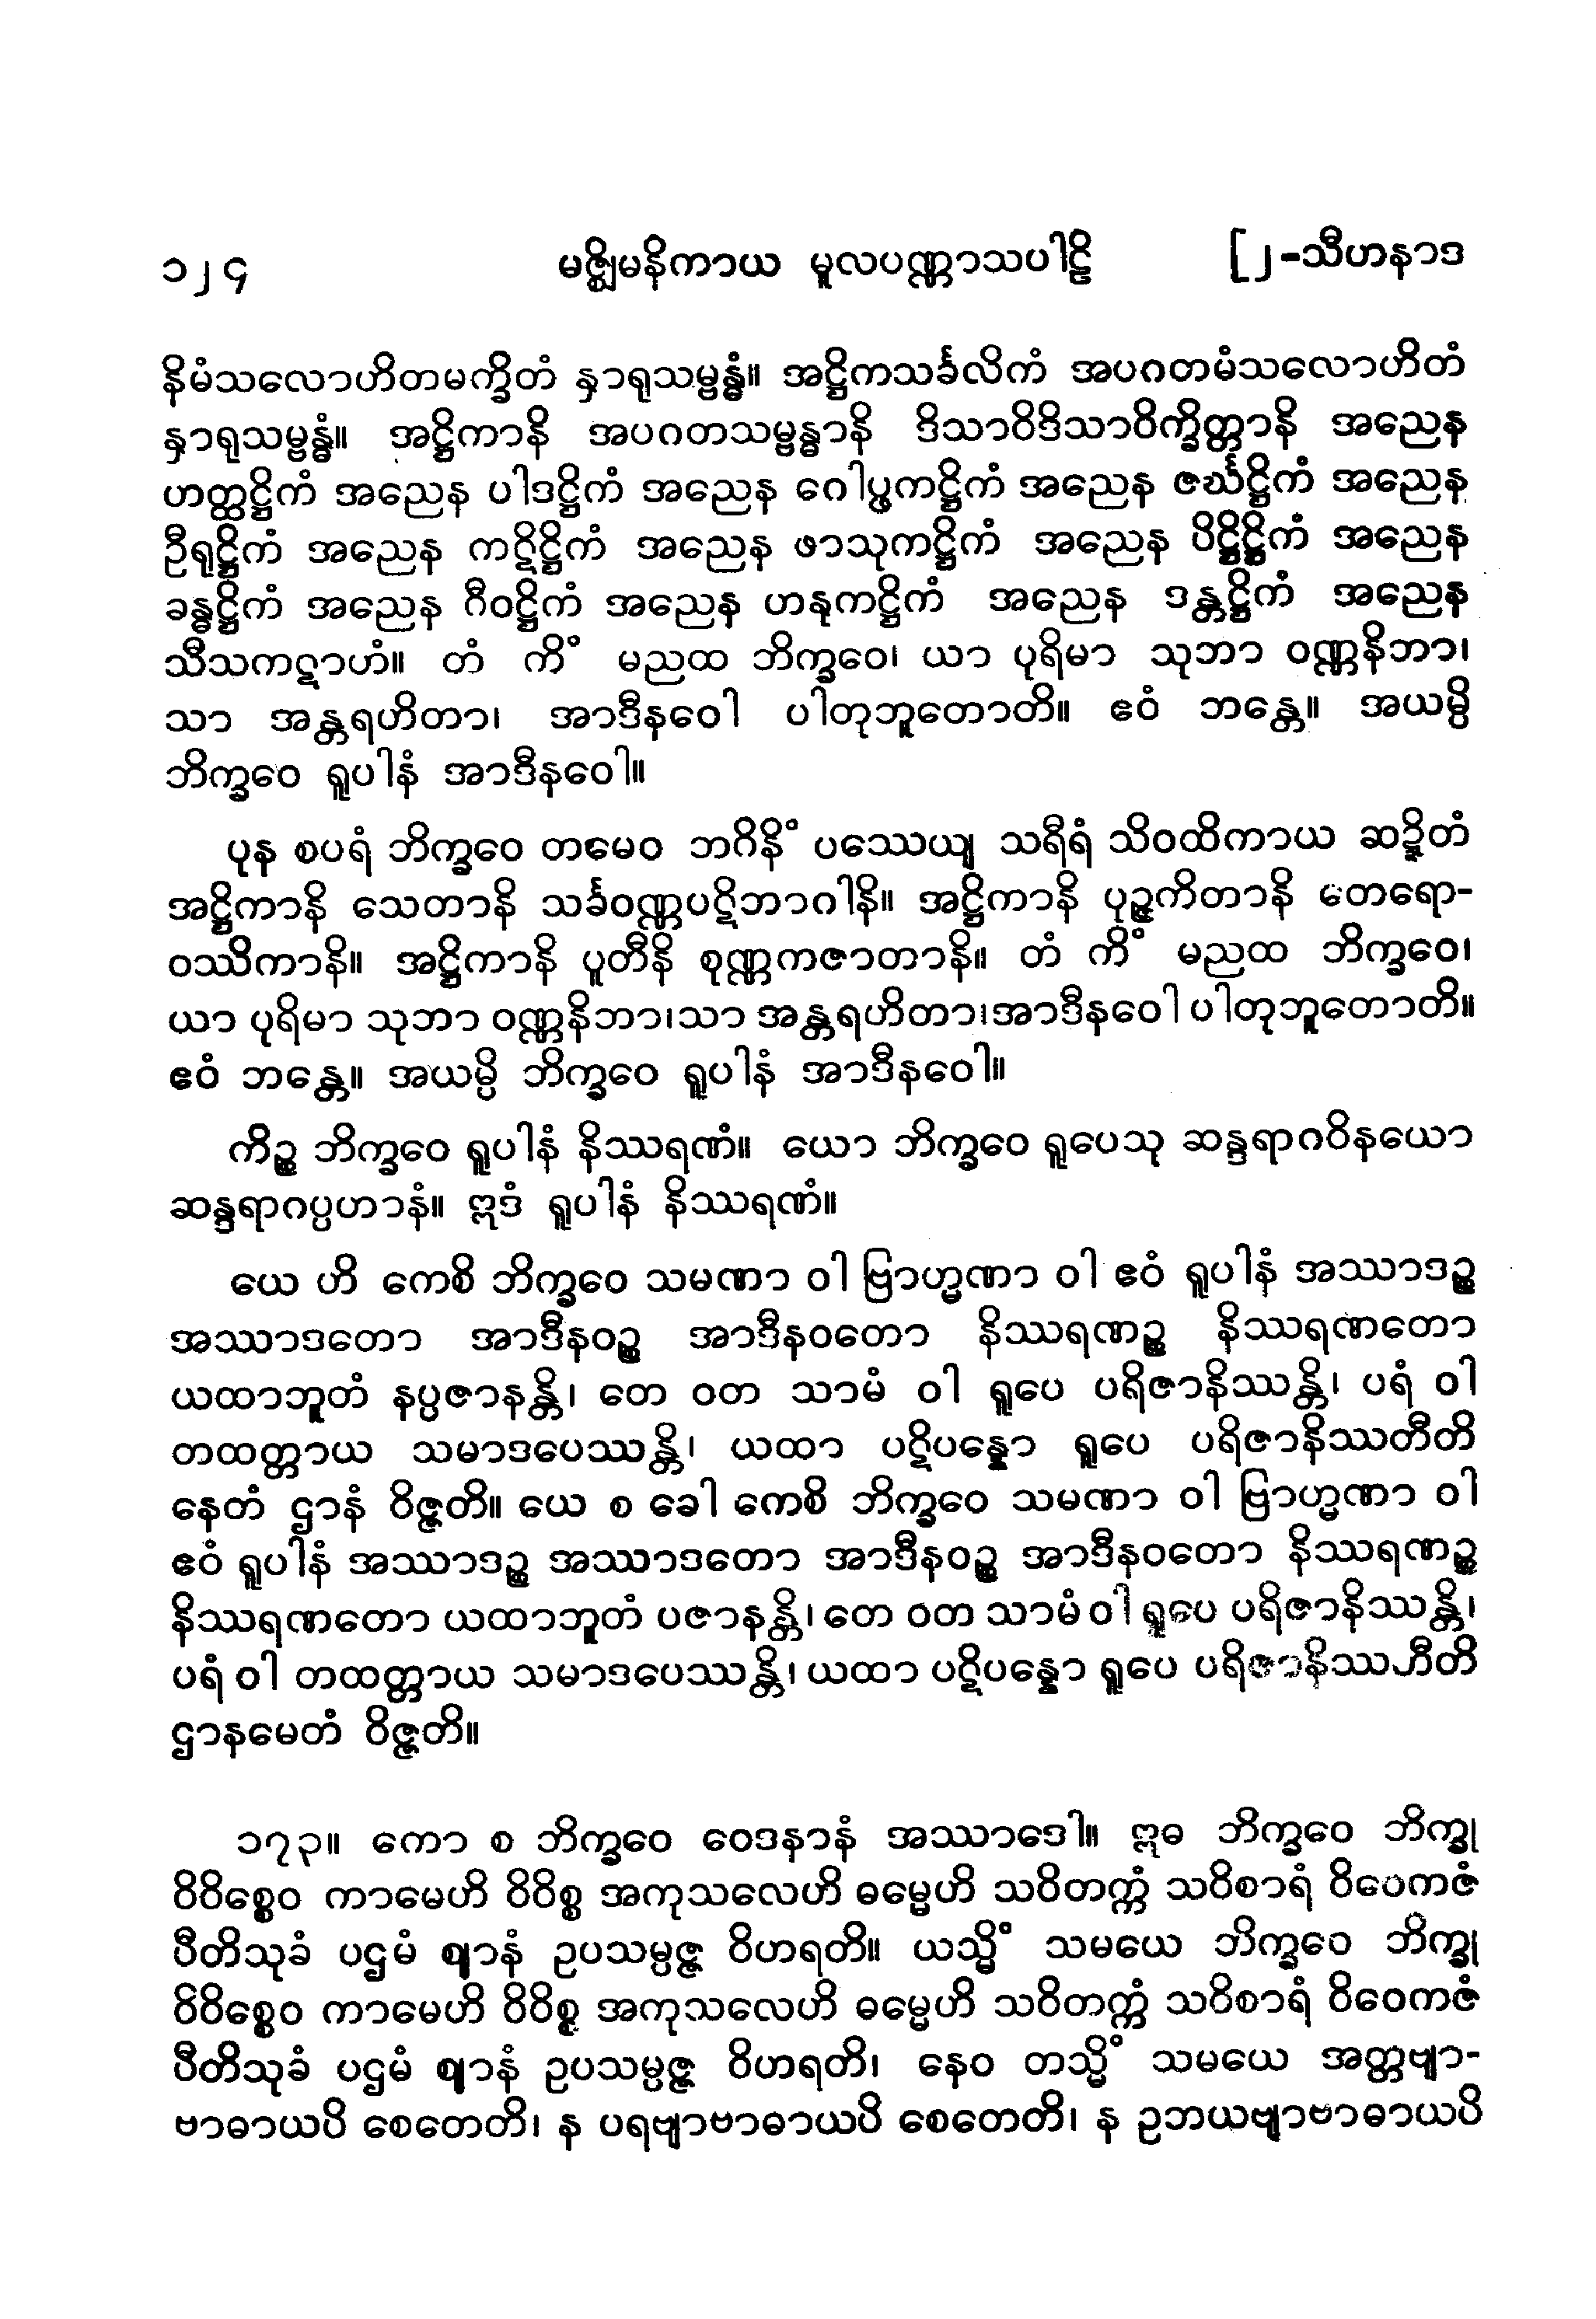 ၁၂၄ မဇ္ဈိမနိကာယ မူလပဏ္ဏာသပါဠိ [၂-သီဟနာဒ
နိမံသလောဟိတမက္ခိတံ နှာရုသမ္ဗန္ဓံ။ အဋ္ဌိကသင်္ခလိကံ အပဂတမံသလောဟိတံ
နှာရုသမ္ဗန္ဓံ။ အဋ္ဌိကာနိ အပဂတသမ္ဗန္ဓာနိ ဒိသာဝိဒိသာဝိက္ခိတ္တာနိ အညေန
ဟတ္ထဋ္ဌိကံ အညေန ပါဒဋ္ဌိကံ အညေန ဂေါပ္ဖကဋ္ဌိကံ အညေန ဇင်္ဃဋ္ဌိကံ အညေန
ဦရုဋ္ဌိကံ အညေန ကဋိဋ္ဌိကံ အညေန ဖာသုကဋ္ဌိကံ အညေန ပိဋ္ဌိဋ္ဌိကံ အညေန
ခန္ဓဋ္ဌိကံ အညေန ဂီဝဋ္ဌိကံ အညေန ဟနုကဋ္ဌိကံ အညေန ဒန္တဋ္ဌိကံ အညေန
သီသကဋာဟံ။ တံ ကိံ မညထ ဘိက္ခဝေ၊ ယာ ပုရိမာ သုဘာ ဝဏ္ဏနိဘာ၊
သာ အန္တရဟိတာ၊ အာဒီနဝေါ ပါတုဘူတောတိ။ ဧဝံ ဘန္တေ။ အယမ္ပိ
ဘိက္ခဝေ ရူပါနံ အာဒီနဝေါ။
ပုန စပရံ ဘိက္ခဝေ တမေဝ ဘဂိနိံ ပဿေယျ သရီရံ သိဝထိကာယ ဆဍ္ဍိတံ
အဋ္ဌိကာနိ သေတာနိ သင်္ခဝဏ္ဏပဋိဘာဂါနိ။ အဋ္ဌိကာနိ ပုဉ္ဇကိတာနိ တေရော-
ဝဿိကာနိ။ အဋ္ဌိကာနိ ပူတီနိ စုဏ္ဏကဇာတာနိ။ တံ ကိံ မညထ ဘိက္ခဝေ၊
ယာ ပုရိမာ သုဘာ ဝဏ္ဏနိဘာ၊သာ အန္တရဟိတာ၊အာဒီနဝေါ ပါတုဘူတောတိ။
ဧဝံ ဘန္တေ။ အယမ္ပိ ဘိက္ခဝေ ရူပါနံ အာဒီနဝေါ။
ကိဉ္စ ဘိက္ခဝေ ရူပါနံ နိဿရဏံ။ ယော ဘိက္ခဝေ ရူပေသု ဆန္ဒရာဂဝိနယော
ဆန္ဒရာဂပ္ပဟာနံ။ ဣဒံ ရူပါနံ နိဿရဏံ။
ယေ ဟိ ကေစိ ဘိက္ခဝေ သမဏာ ဝါ ဗြာဟ္မဏာ ဝါ ဧဝံ ရူပါနံ အဿာဒဉ္စ
အဿာဒတော အာဒီနဝဉ္စ အာဒီနဝတော နိဿရဏဉ္စ နိဿရဏတော
ယထာဘူတံ နပ္ပဇာနန္တိ၊ တေ ဝတ သာမံ ဝါ ရူပေ ပရိဇာနိဿန္တိ၊ ပရံ ဝါ
တထတ္တာယ သမာဒပေဿန္တိ၊ ယထာ ပဋိပန္နော ရူပေ ပရိဇာနိဿတီတိ
နေတံ ဌာနံ ဝိဇ္ဇတိ။ ယေ စ ခေါ ကေစိ ဘိက္ခဝေ သမဏာ ဝါ ဗြာဟ္မဏာ ဝါ
ဧဝံ ရူပါနံ အဿာဒဉ္စ အဿာဒတော အာဒီနဝဉ္စ အာဒီနဝတော နိဿရဏဉ္စ
နိဿရဏတော ယထာဘူတံ ပဇာနန္တိ၊ တေ ဝတ သာမံ ဝါ ရူပေ ပရိဇာနိဿန္တိ၊
ပရံ ဝါ တထတ္တာယ သမာဒပေဿန္တိ၊ ယထာ ပဋိပန္နော ရူပေ ပရိဇာနိဿတီတိ
ဌာနမေတံ ဝိဇ္ဇတိ။
၁၇၃။ ကော စ ဘိက္ခဝေ ဝေဒနာနံ အဿာဒေါ။ ဣဓ ဘိက္ခဝေ ဘိက္ခု
ဝိဝိစ္စေဝ ကာမေဟိ ဝိဝိစ္စ အကုသလေဟိ ဓမ္မေဟိ သဝိတက္ကံ သဝိစာရံ ဝိဝေကဇံ
ပီတိသုခံ ပဌမံ ဈာနံ ဥပသမ္ပဇ္ဇ ဝိဟရတိ။ ယသ္မိံ သမယေ ဘိက္ခဝေ ဘိက္ခု
ဝိဝိစ္စေဝ ကာမေဟိ ဝိဝိစ္စ အကုသလေဟိ ဓမ္မေဟိ သဝိတက္ကံ သဝိစာရံ ဝိဝေကဇံ
ပီတိသုခံ ပဌမံ ဈာနံ ဥပသမ္ပဇ္ဇ ဝိဟရတိ၊ နေဝ တသ္မိံ သမယေ အတ္တဗျာ-
ဗာဓာယပိ စေတေတိ၊ န ပရဗျာဗာဓာယပိ စေတေတိ၊ န ဥဘယဗျာဗာဓာယပိ